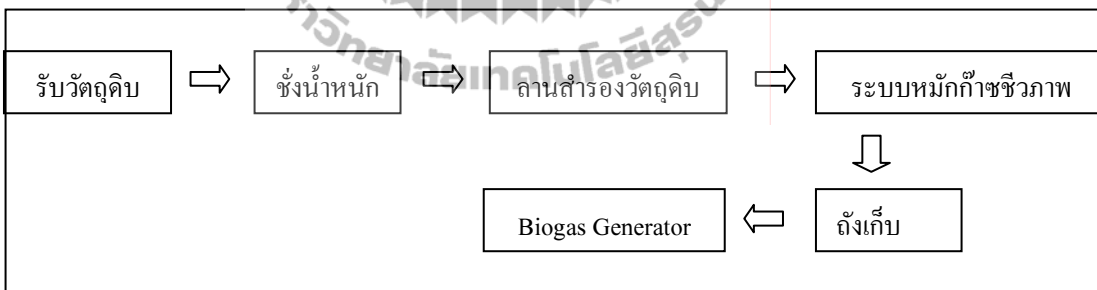 รับวัตถุดิบ
ชั่งน้ำหนัก
ลานสำรองวัตถุดิบ
ระบบหมักก๊าซชีวภาพ
ถังเก็บ
Biogas Generator